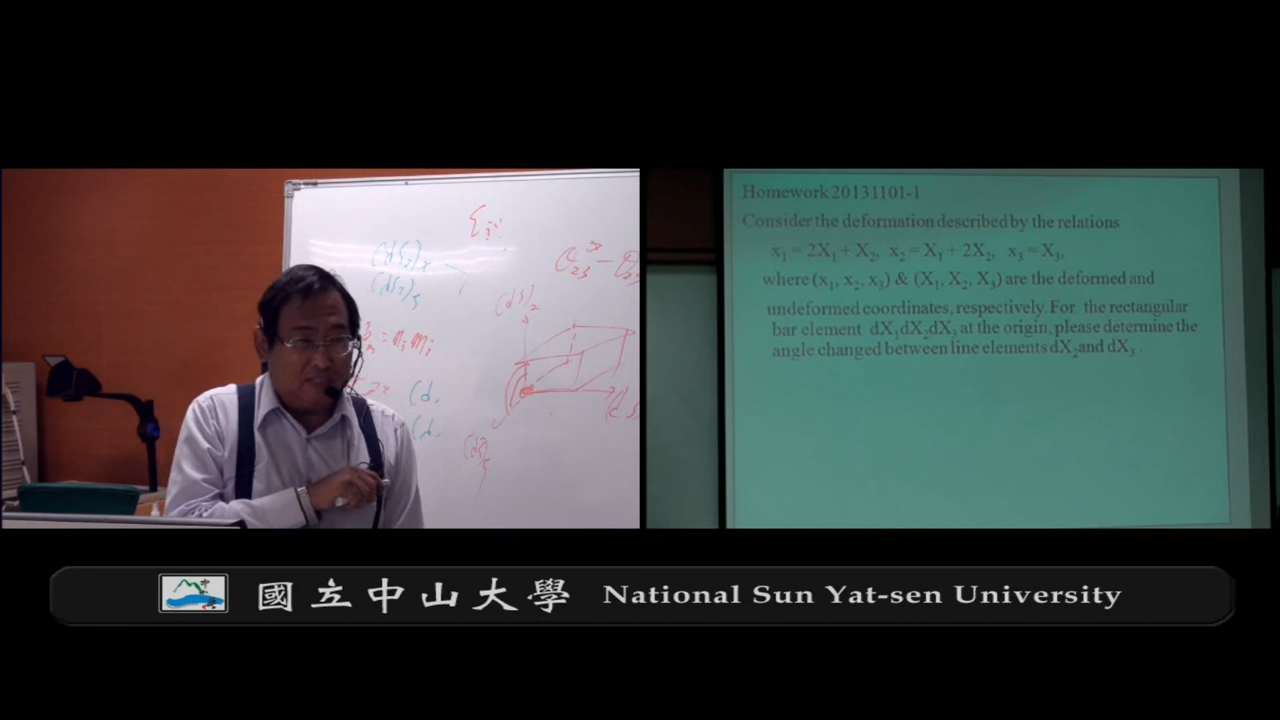 Homework 20131101-1
Consider the deformation described by the relations
x₁ = 2X₁ + X₂, x₂ = X₁ + 2X₂, x₃ = X₃,
where (x₁, x₂, x₃) & (X₁, X₂, X₃) are the deformed and
undeformed coordinates, respectively. For the rectangular
bar element dX₁dX₂dX₃ at the origin, please determine the
angle changed between line elements dX₂ and dX₃.
(ds)₂
國立中山大學 National Sun Yat-sen University